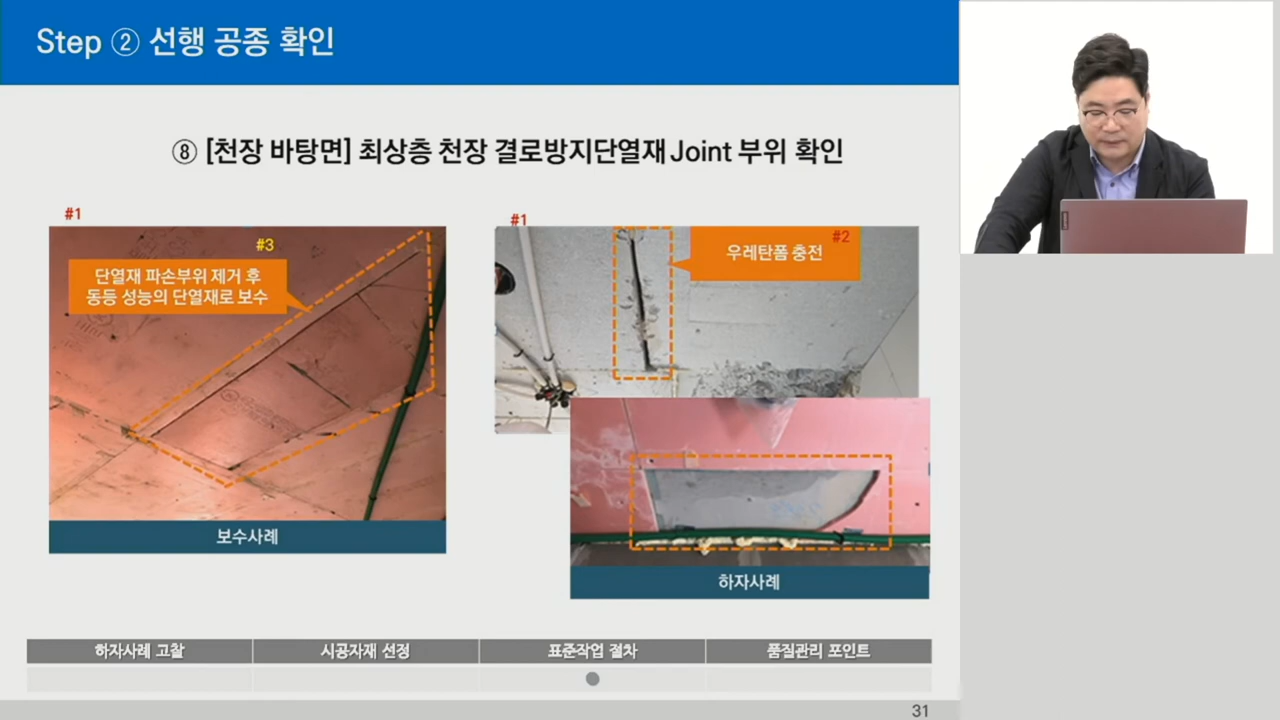 Step ② 선행 공종 확인
⑧ [천장 바탕면] 최상층 천장 결로방지단열재 Joint 부위 확인
#1
#3
단열재 파손부위 제거 후
동등 성능의 단열재로 보수
보수사례
#1
#2
우레탄폼 충전
하자사례
하자사례 고찰
시공자재 선정
표준작업 절차
품질관리 포인트
31